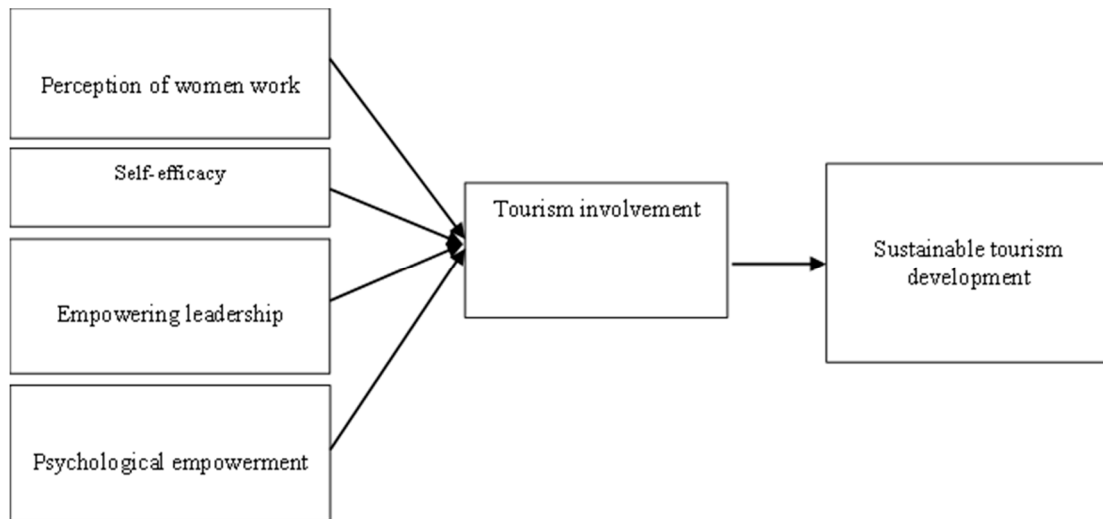 Perception of women work
Self-efficacy
Empowering leadership
Psychological empowerment
Tourism involvement
Sustainable tourism
development